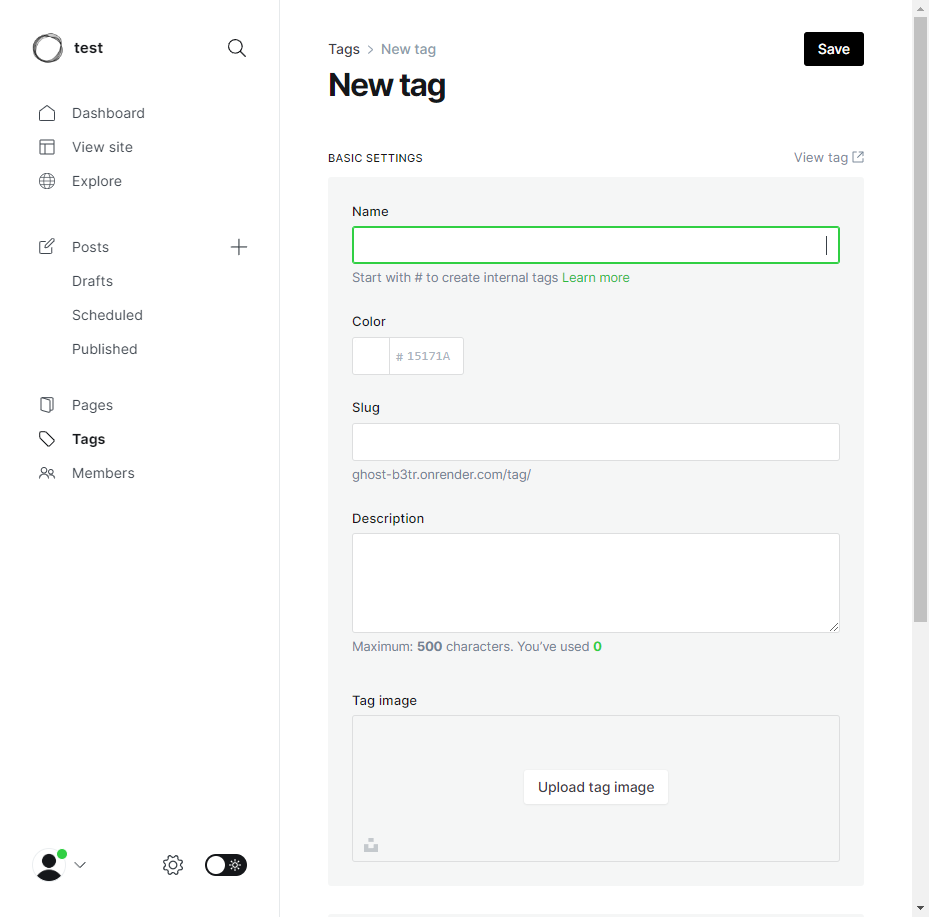 test
Dashboard
View site
Explore
Posts
Drafts
Scheduled
Published
Pages
Tags
Members
Tags > New tag
Save
New tag
BASIC SETTINGS
View tag
Name
Start with # to create internal tags Learn more
Color
# 15171A
Slug
ghost-b3tr.onrender.com/tag/
Description
Maximum: 500 characters. You’ve used 0
Tag image
Upload tag image